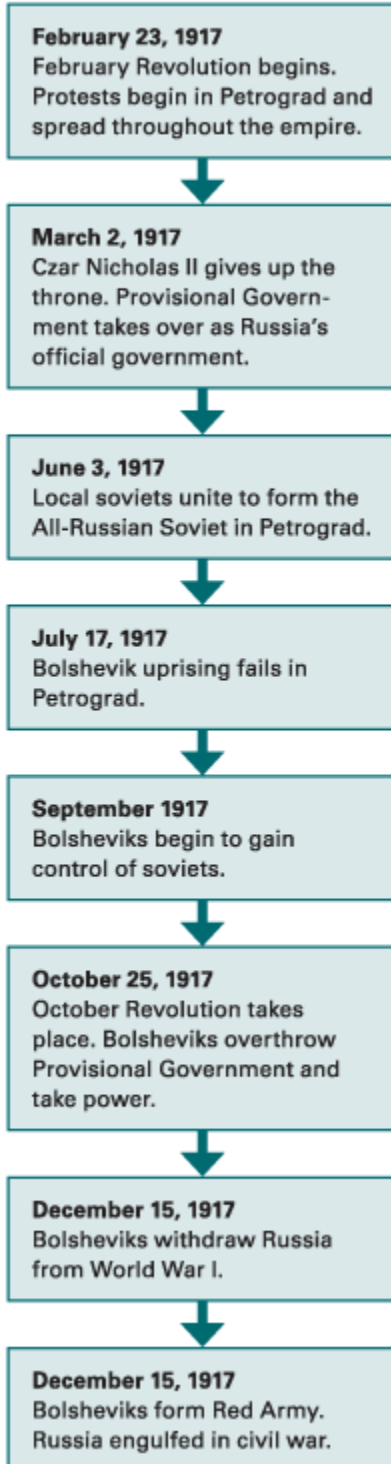 February 23, 1917
February Revolution begins.
Protests begin in Petrograd and
spread throughout the empire.
March 2, 1917
Czar Nicholas II gives up the
throne. Provisional Govern-
ment takes over as Russia's
official government.
June 3, 1917
Local soviets unite to form the
All-Russian Soviet in Petrograd.
July 17, 1917
Bolshevik uprising fails in
Petrograd.
September 1917
Bolsheviks begin to gain
control of soviets.
October 25, 1917
October Revolution takes
place. Bolsheviks overthrow
Provisional Government and
take power.
December 15, 1917
Bolsheviks withdraw Russia
from World War I.
December 15, 1917
Bolsheviks form Red Army.
Russia engulfed in civil war.